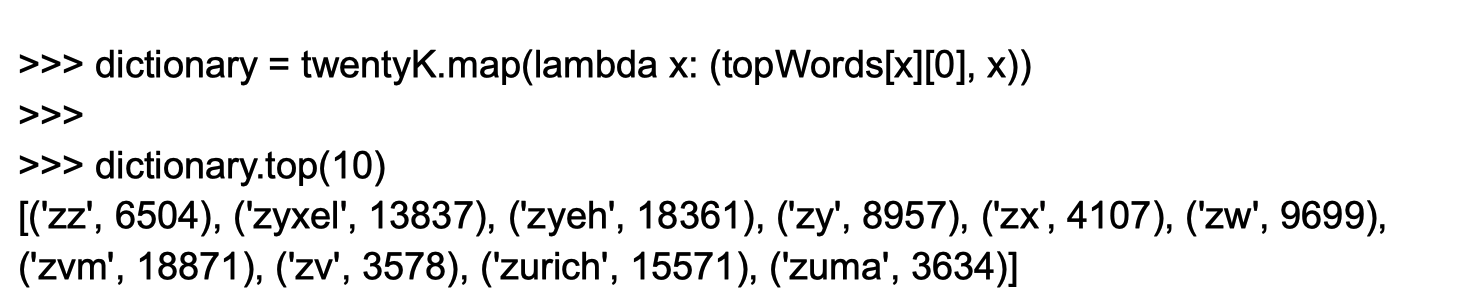 >>> dictionary = twentyK.map(lambda x: (topWords[x][0], x))
>>>
>>> dictionary.top(10)
[('zz', 6504), ('zyxel', 13837), ('zyeh', 18361), ('zy', 8957), ('zx', 4107), ('zw', 9699),
('zvm', 18871), ('zv', 3578), ('zurich', 15571), ('zuma', 3634)]